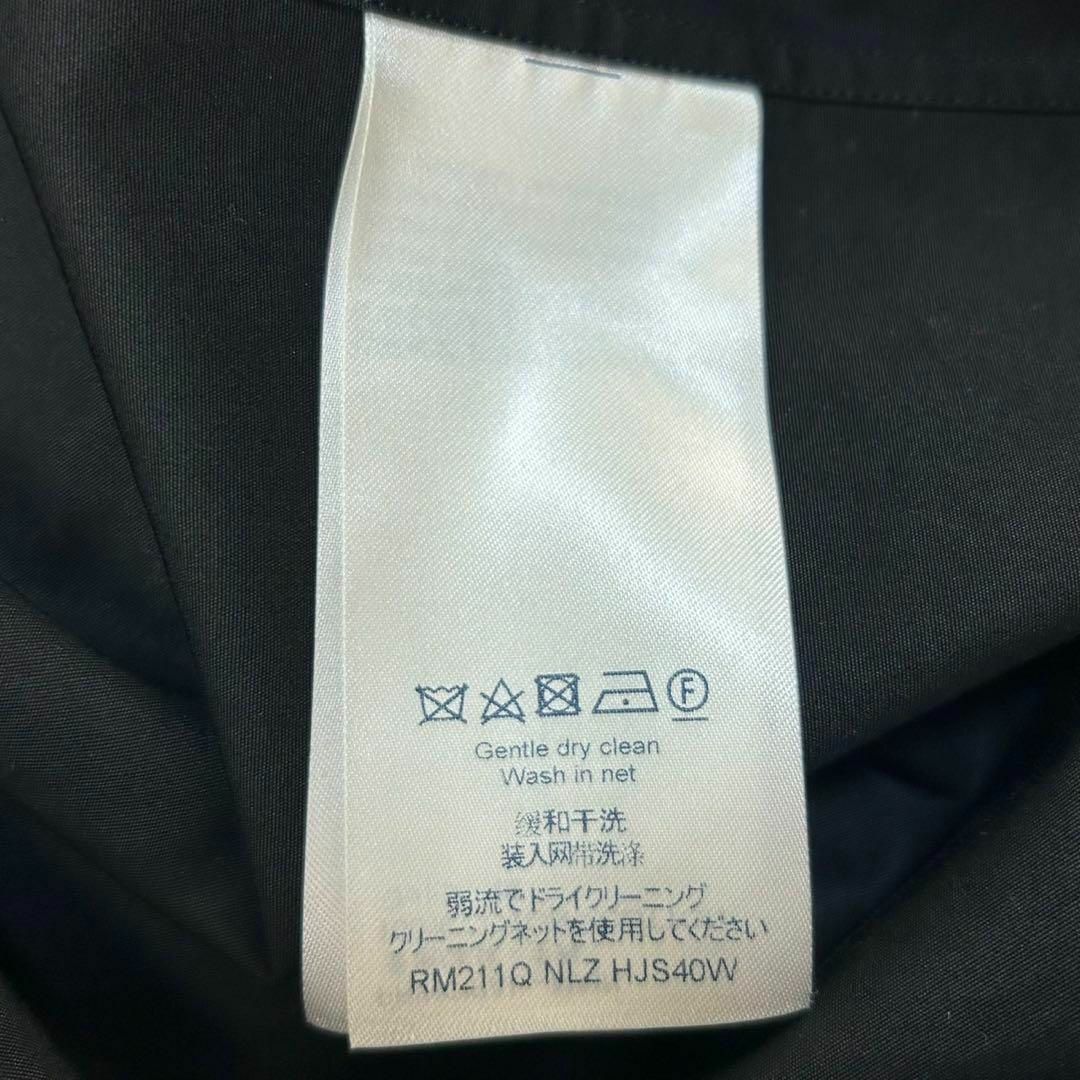 F
Gentle dry clean
Wash in net
缓和干洗
装入网带洗涤
弱流でドライクリーニング
クリーニングネットを使用してください
RM211Q NLZ HJS40W